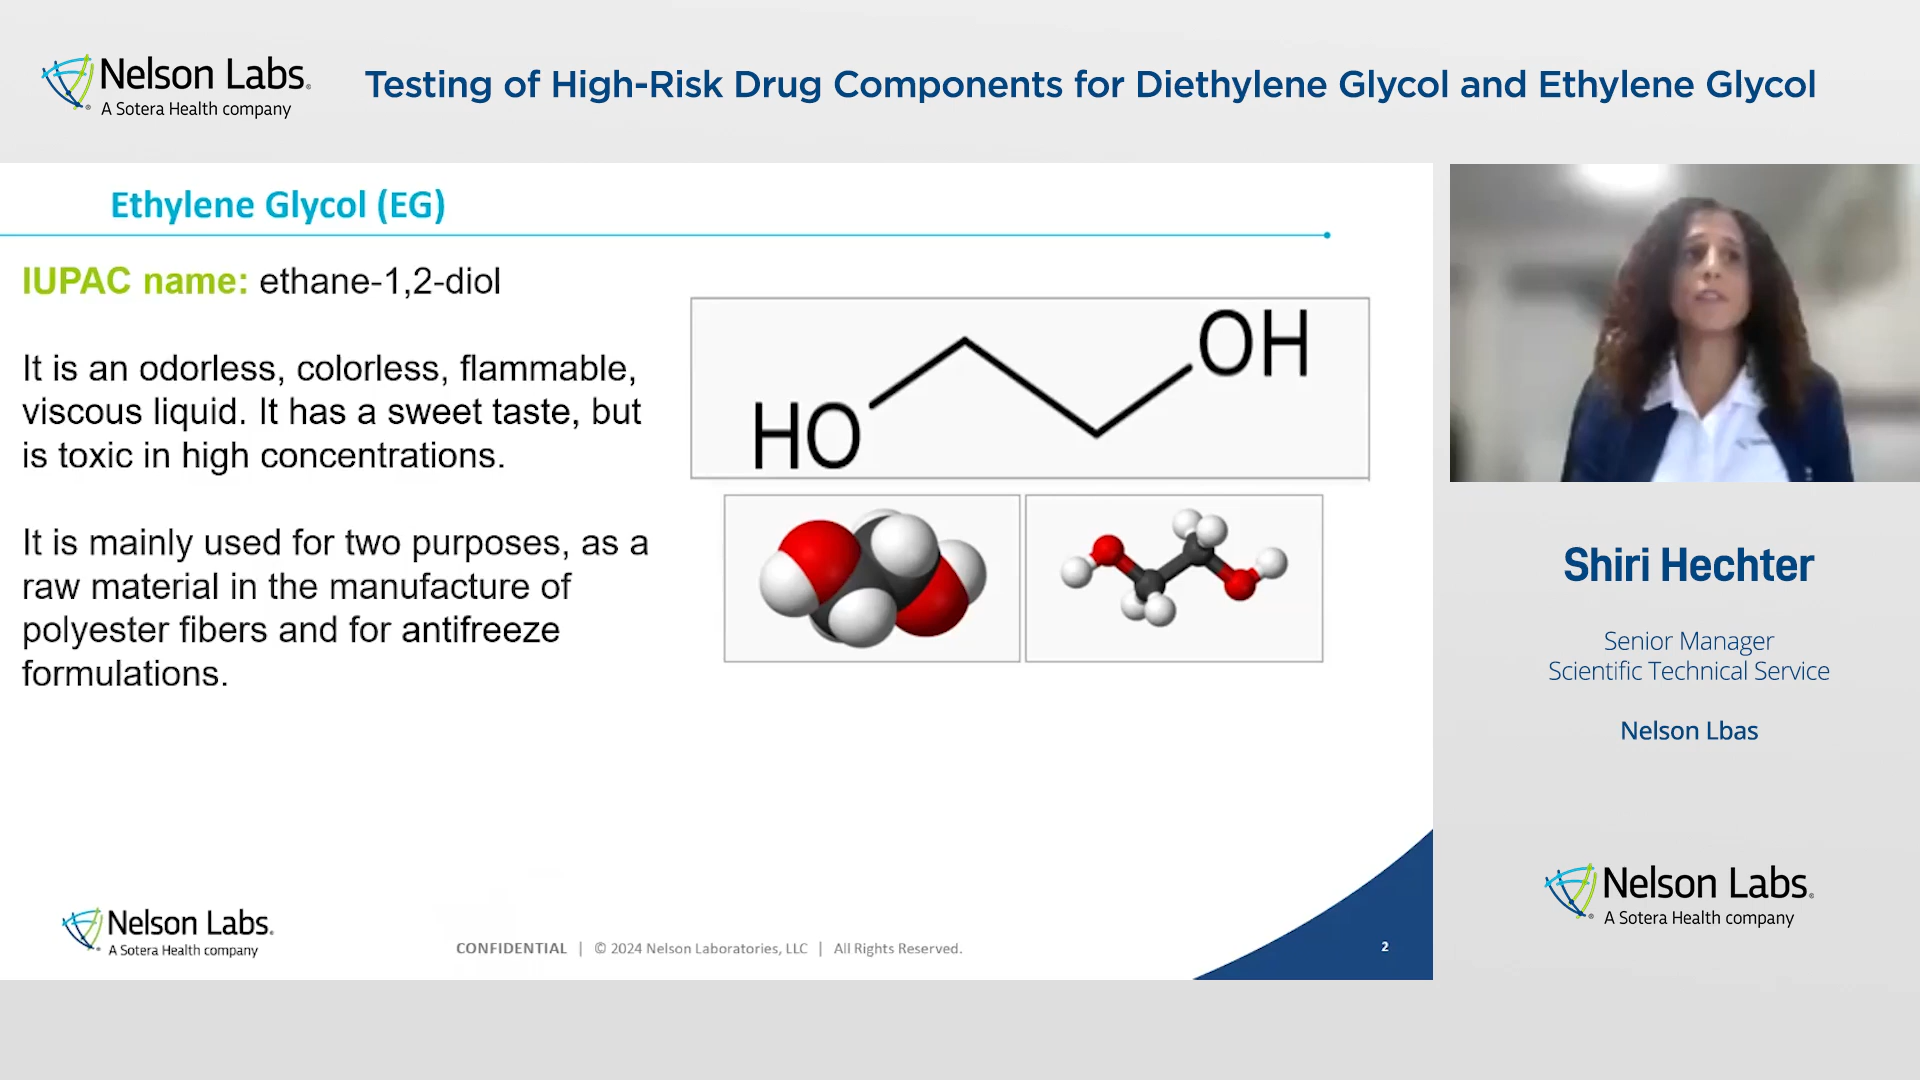 Nelson Labs®
A Sotera Health company
Testing of High-Risk Drug Components for Diethylene Glycol and Ethylene Glycol
Ethylene Glycol (EG)
IUPAC name: ethane-1,2-diol
It is an odorless, colorless, flammable,
viscous liquid. It has a sweet taste, but
is toxic in high concentrations.
It is mainly used for two purposes, as a
raw material in the manufacture of
polyester fibers and for antifreeze
formulations.
OH
HO
Nelson Labs®
A Sotera Health company
CONFIDENTIAL | © 2024 Nelson Laboratories, LLC | All Rights Reserved.
2
Shiri Hechter
Senior Manager
Scientific Technical Service
Nelson Lbas
Nelson Labs®
A Sotera Health company